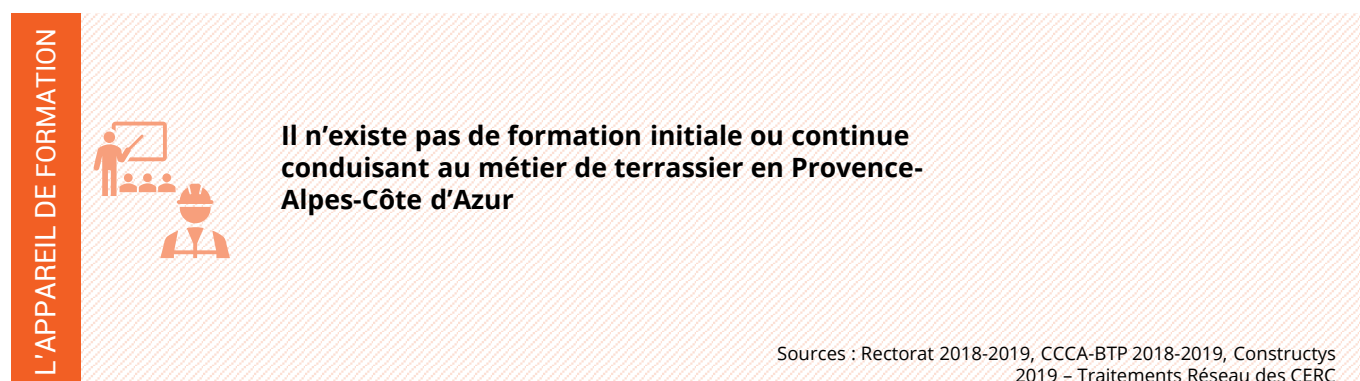 L'APPAREIL DE FORMATION
Il n'existe pas de formation initiale ou continue
conduisant au métier de terrassier en Provence-
Alpes-Côte d'Azur
Sources : Rectorat 2018-2019, CCCA-BTP 2018-2019, Constructys
2019 – Traitements Réseau des CERC